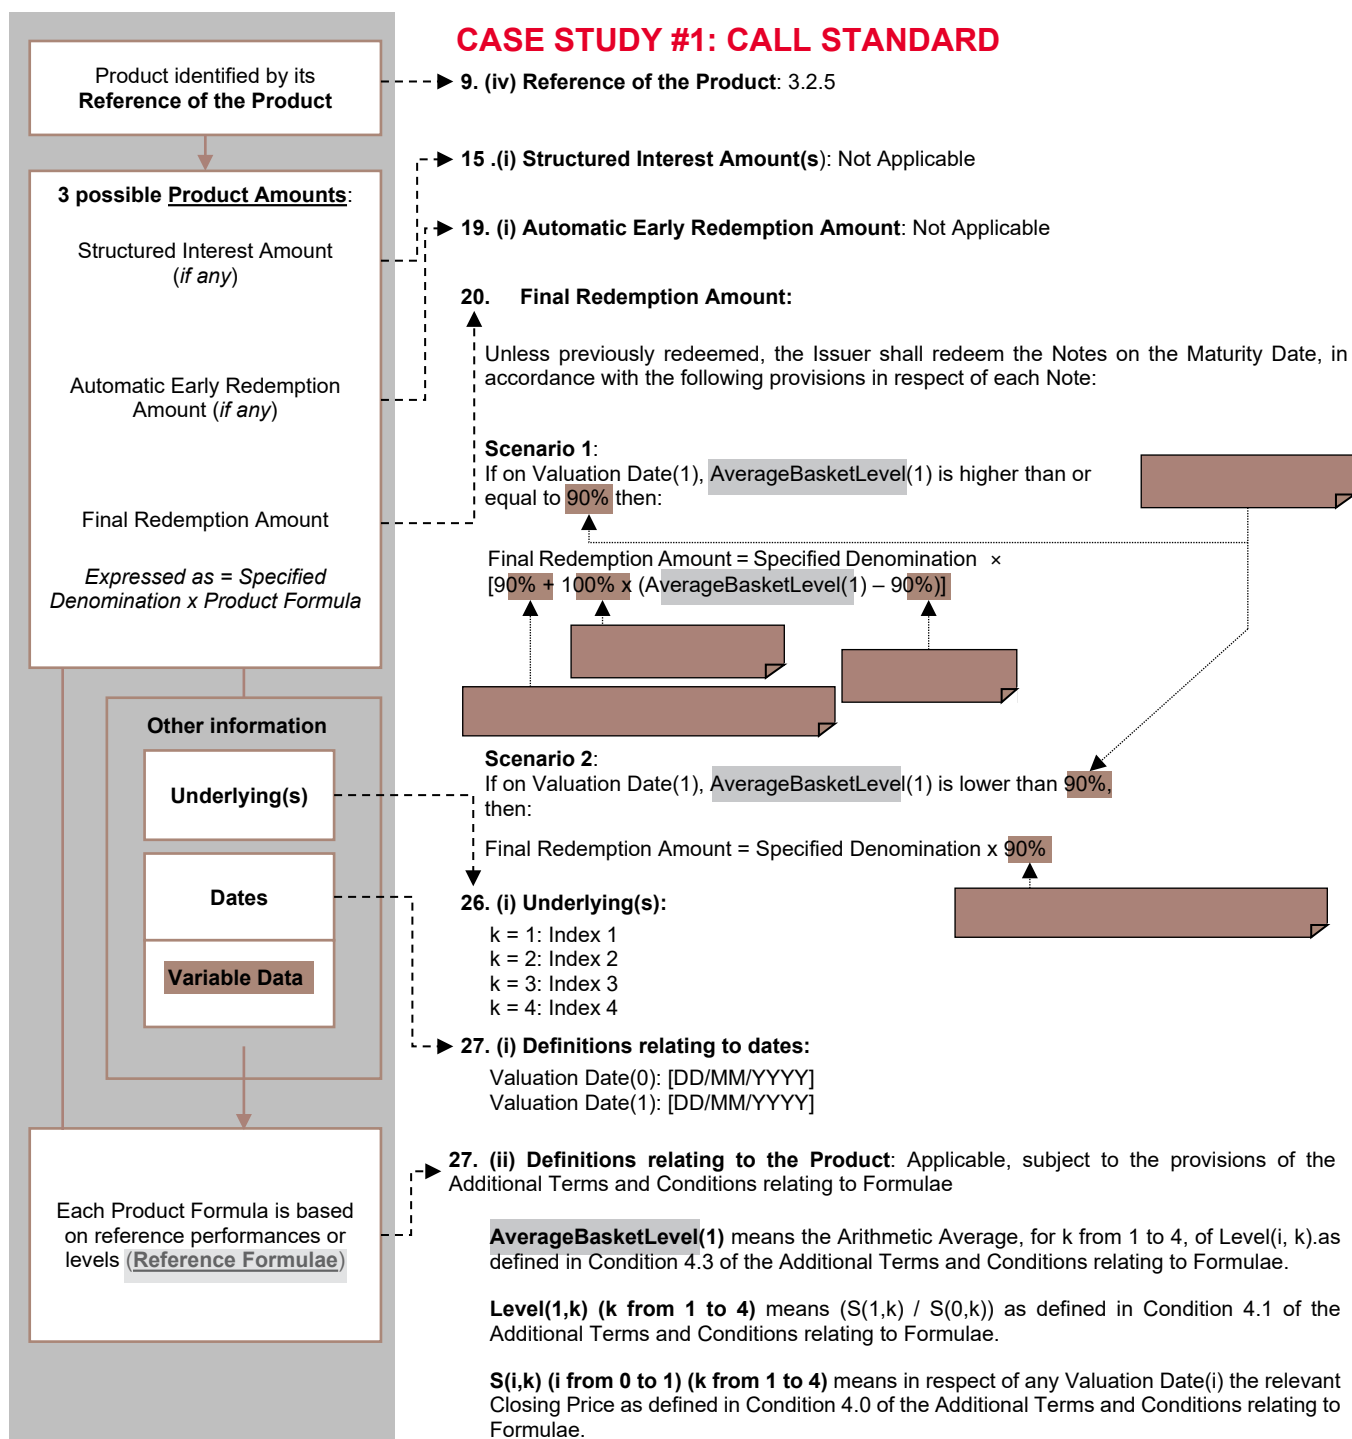 CASE STUDY #1: CALL STANDARD
Product identified by its
Reference of the Product
9. (iv) Reference of the Product: 3.2.5
3 possible Product Amounts:
Structured Interest Amount
(if any)
Automatic Early Redemption
Amount (if any)
Final Redemption Amount
Expressed as = Specified
Denomination x Product Formula
15 .(i) Structured Interest Amount(s): Not Applicable
19. (i) Automatic Early Redemption Amount: Not Applicable
20. Final Redemption Amount:
Unless previously redeemed, the Issuer shall redeem the Notes on the Maturity Date, in
accordance with the following provisions in respect of each Note:
Scenario 1:
If on Valuation Date(1), AverageBasketLevel(1) is higher than or
equal to 90% then:
Final Redemption Amount = Specified Denomination ×
[90% + 100% x (AverageBasketLevel(1) – 90%)]
Scenario 2:
If on Valuation Date(1), AverageBasketLevel(1) is lower than 90%,
then:
Final Redemption Amount = Specified Denomination x 90%
Other information
Underlying(s)
Dates
Variable Data
26. (i) Underlying(s):
k = 1: Index 1
k = 2: Index 2
k = 3: Index 3
k = 4: Index 4
27. (i) Definitions relating to dates:
Valuation Date(0): [DD/MM/YYYY]
Valuation Date(1): [DD/MM/YYYY]
Each Product Formula is based
on reference performances or
levels (Reference Formulae)
27. (ii) Definitions relating to the Product: Applicable, subject to the provisions of the
Additional Terms and Conditions relating to Formulae
AverageBasketLevel(1) means the Arithmetic Average, for k from 1 to 4, of Level(i, k).as
defined in Condition 4.3 of the Additional Terms and Conditions relating to Formulae.
Level(1,k) (k from 1 to 4) means (S(1,k) / S(0,k)) as defined in Condition 4.1 of the
Additional Terms and Conditions relating to Formulae.
S(i,k) (i from 0 to 1) (k from 1 to 4) means in respect of any Valuation Date(i) the relevant
Closing Price as defined in Condition 4.0 of the Additional Terms and Conditions relating to
Formulae.